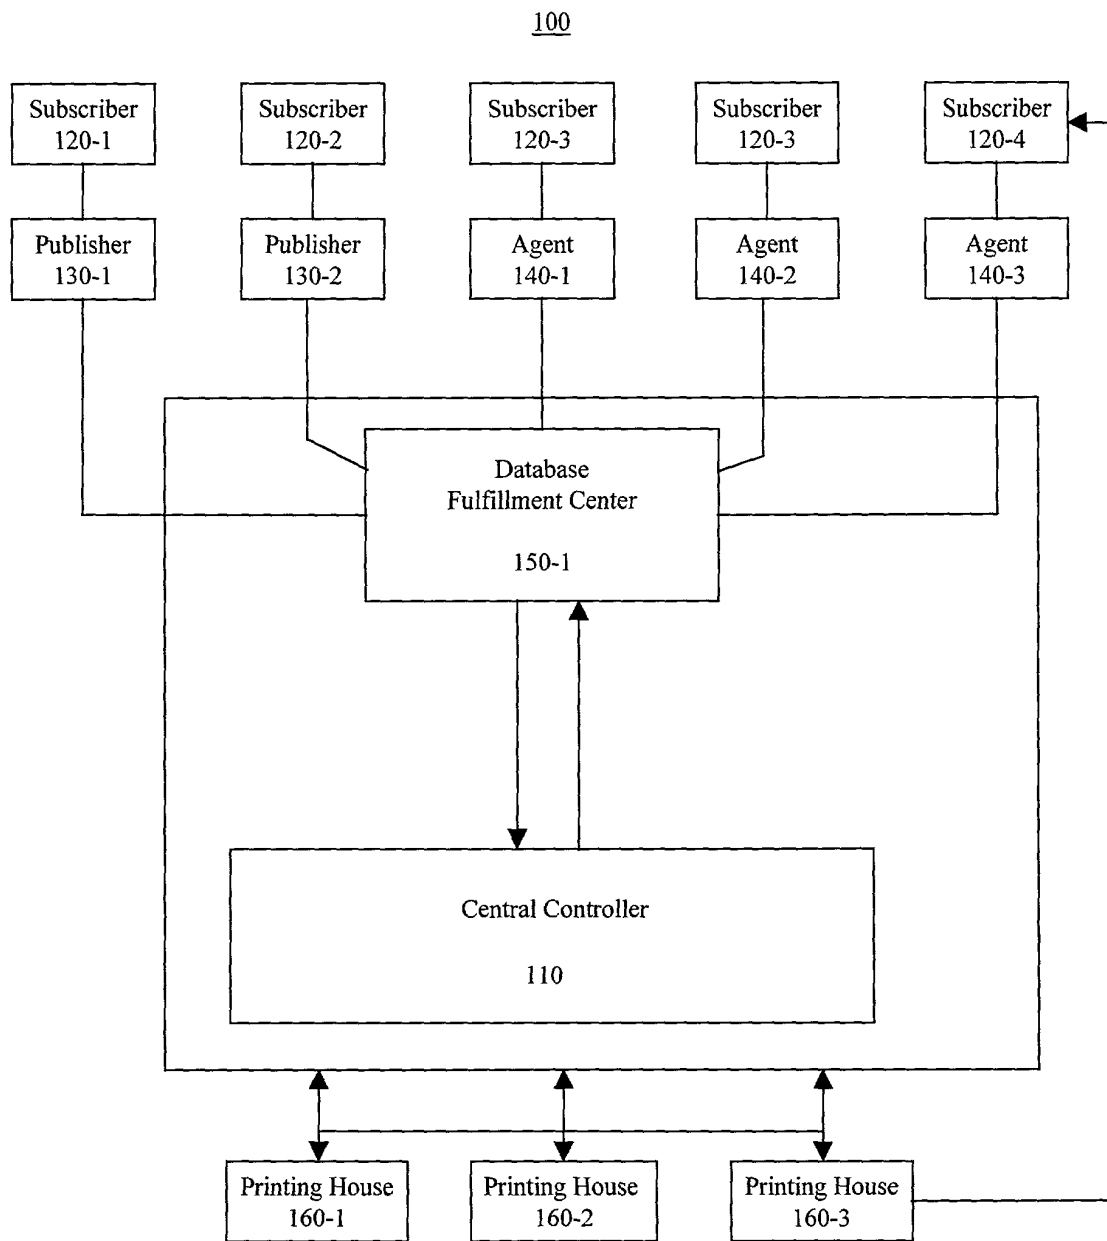 100
Subscriber
120-1
Subscriber
120-2
Subscriber
120-3
Subscriber
120-3
Subscriber
120-4
Publisher
130-1
Publisher
130-2
Agent
140-1
Agent
140-2
Agent
140-3
Database
Fulfillment Center
150-1
Central Controller
110
Printing House
160-1
Printing House
160-2
Printing House
160-3